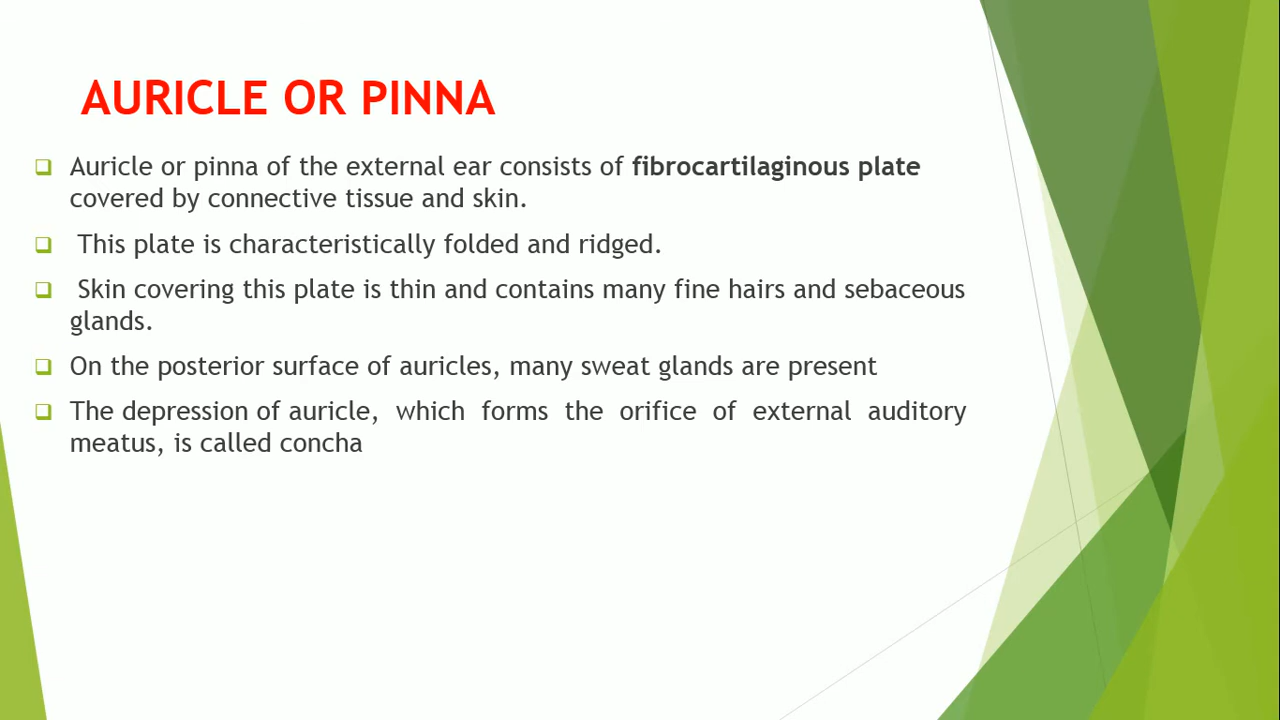 AURICLE OR PINNA
Auricle or pinna of the external ear consists of fibrocartilaginous plate
covered by connective tissue and skin.
This plate is characteristically folded and ridged.
Skin covering this plate is thin and contains many fine hairs and sebaceous
glands.
On the posterior surface of auricles, many sweat glands are present
The depression of auricle, which forms the orifice of external auditory
meatus, is called concha